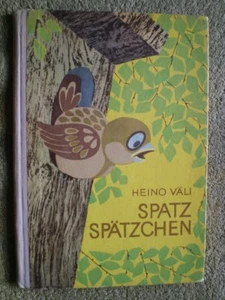 HEINO VÄLI
SPATZ
SPÄTZCHEN